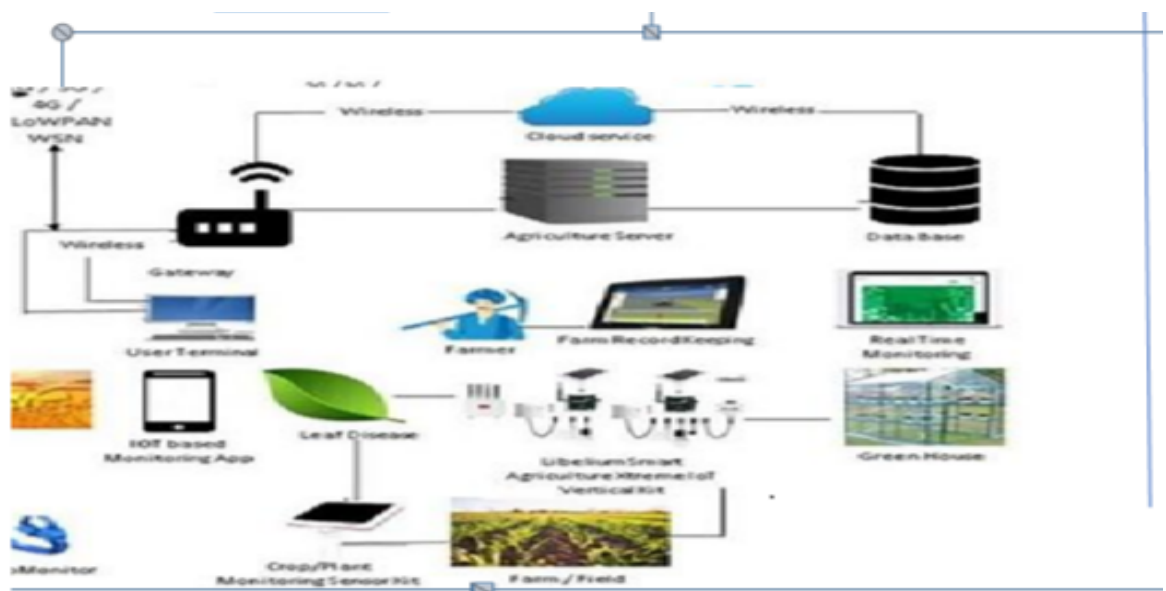 4G /
LoWPAN
WSN
Wireless
Wireless
Cloud service
Agriculture Server
Data Base
Wireless
Gateway
User Terminal
Farmer
Farm Record Keeping
Real Time
Monitoring
IOT based
Monitoring App
Leaf Disease
Libelium Smart
Agriculture Xtreme IoT
Vertical Kit
Green House
Monitor
Crop/Plant
Monitoring Sensor Kit
Farm / Field